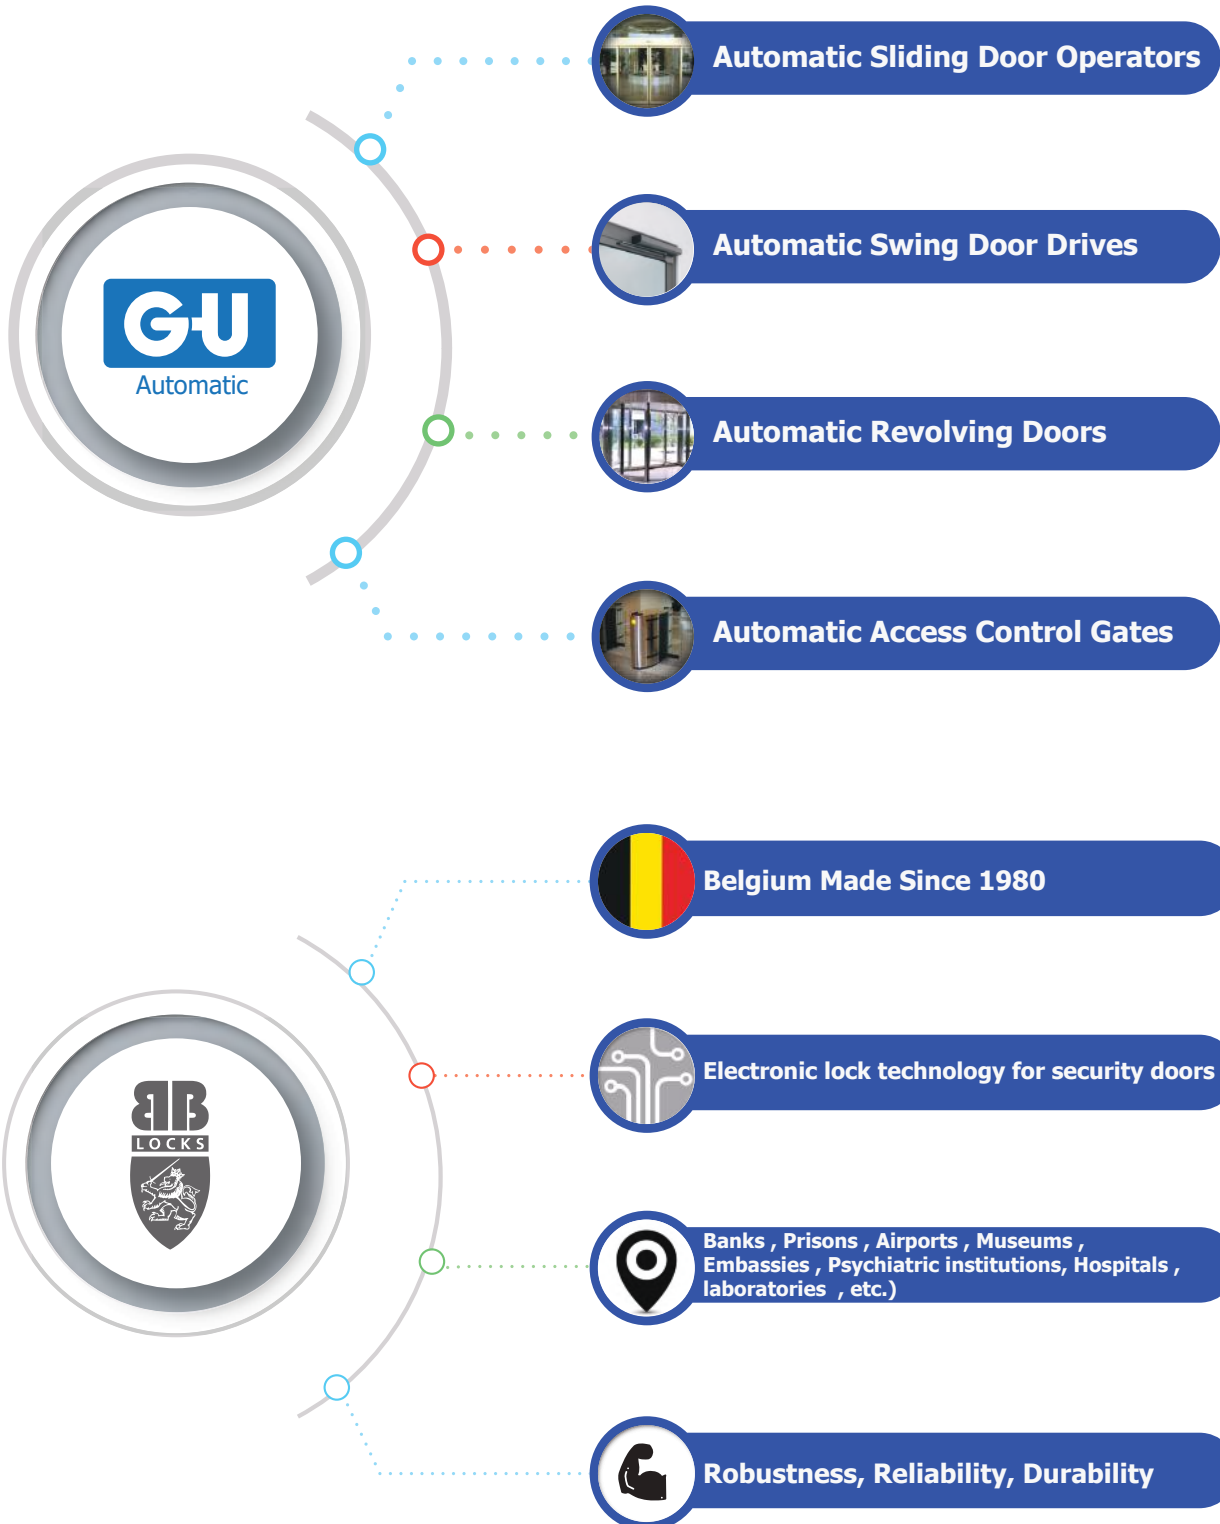 Automatic Sliding Door Operators
Automatic Swing Door Drives
G-U
Automatic
Automatic Revolving Doors
Automatic Access Control Gates
Belgium Made Since 1980
Electronic lock technology for security doors
BB
LOCKS
Banks , Prisons , Airports , Museums ,
Embassies , Psychiatric institutions, Hospitals ,
laboratories , etc.)
Robustness, Reliability, Durability